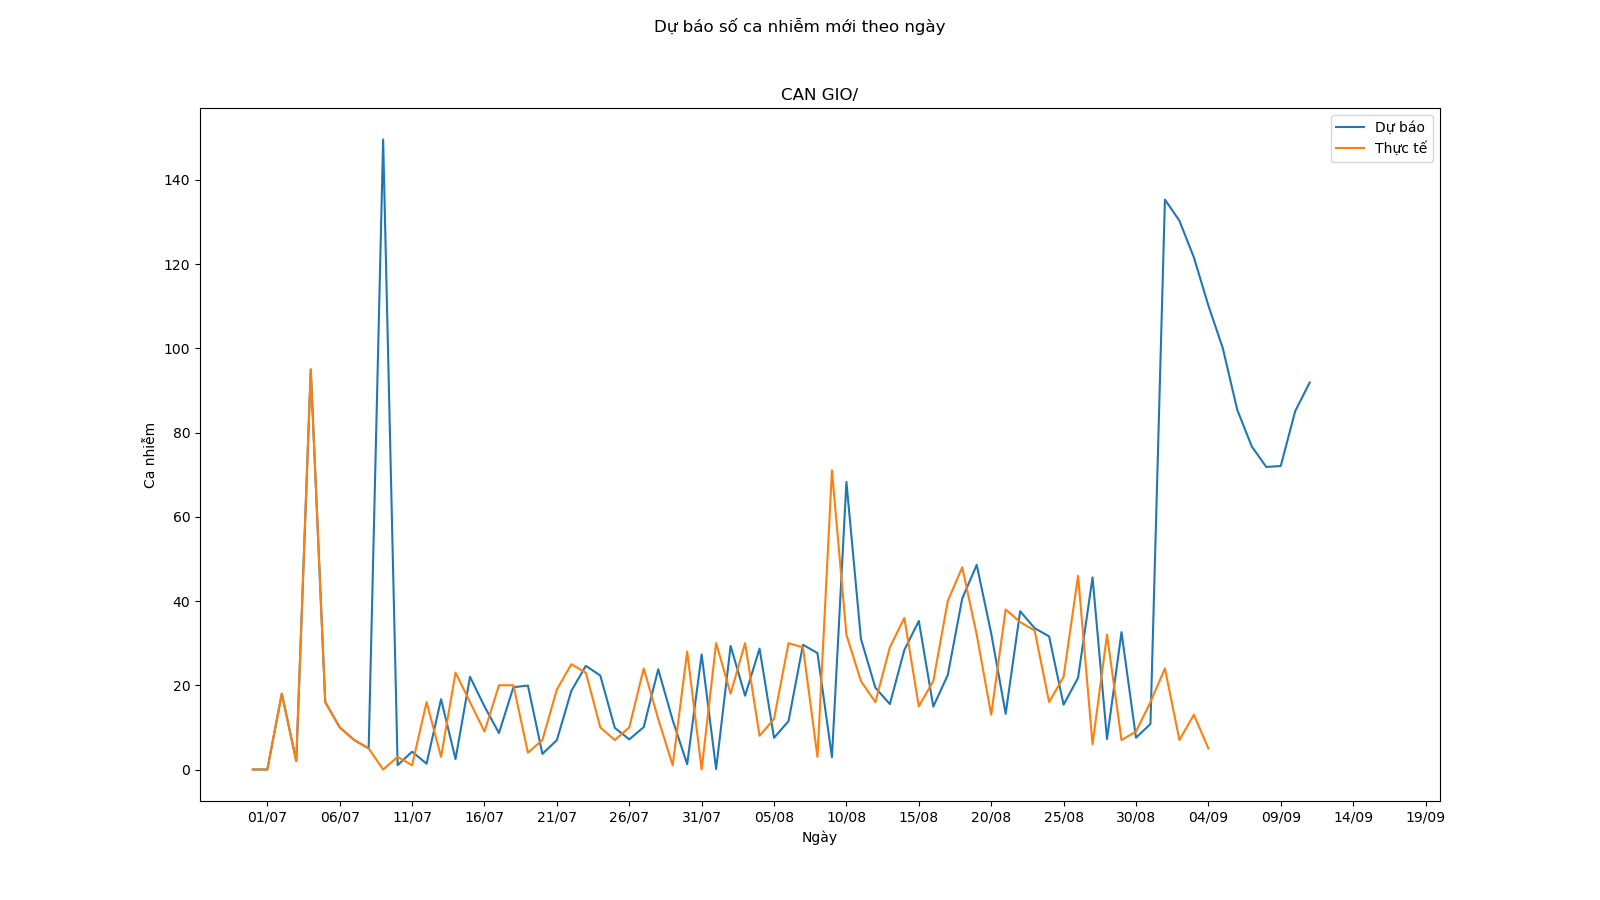 Dự báo số ca nhiễm mới theo ngày
CAN GIO/
Dự báo
Thực tế
140
120
100
80
60
40
20
0
Ca nhiễm
01/07 06/07 11/07 16/07 21/07 26/07 31/07 05/08 10/08 15/08 20/08 25/08 30/08 04/09 09/09 14/09 19/09
Ngày